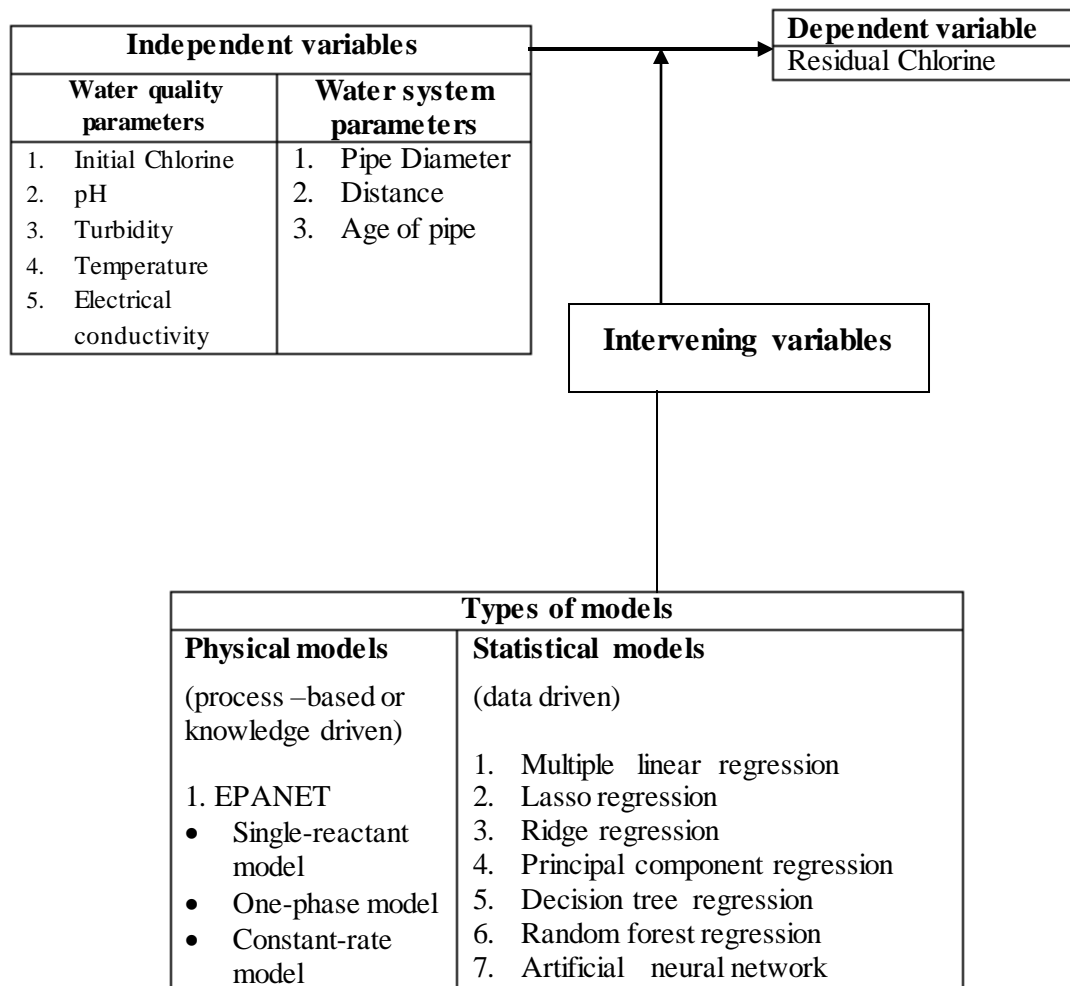 Independent variables
Water quality
parameters
1. Initial Chlorine
2. pH
3. Turbidity
4. Temperature
5. Electrical
conductivity
Water system
parameters
1. Pipe Diameter
2. Distance
3. Age of pipe
Dependent variable
Residual Chlorine
Intervening variables
Types of models
Physical models
(process –based or
knowledge driven)
1. EPANET
• Single-reactant
model
• One-phase model
• Constant-rate
model
Statistical models
(data driven)
1. Multiple linear regression
2. Lasso regression
3. Ridge regression
4. Principal component regression
5. Decision tree regression
6. Random forest regression
7. Artificial neural network